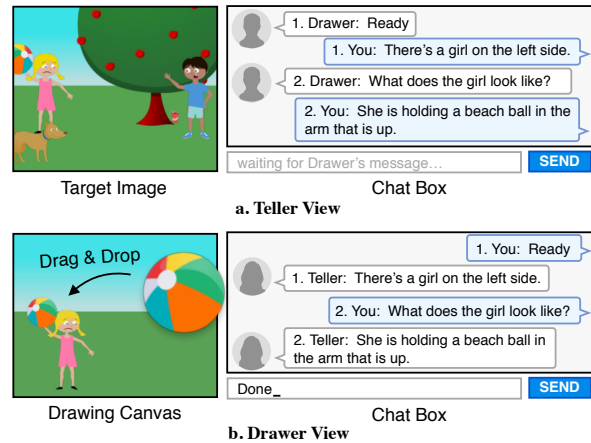 1. Drawer: Ready
1. You: There's a girl on the left side.
2. Drawer: What does the girl look like?
2. You: She is holding a beach ball in the
arm that is up.
waiting for Drawer's message...
SEND
Target Image
Chat Box
a. Teller View
Drag & Drop
1. You: Ready
1. Teller: There's a girl on the left side.
2. You: What does the girl look like?
2. Teller: She is holding a beach ball in
the arm that is up.
Done_
SEND
Drawing Canvas
Chat Box
b. Drawer View